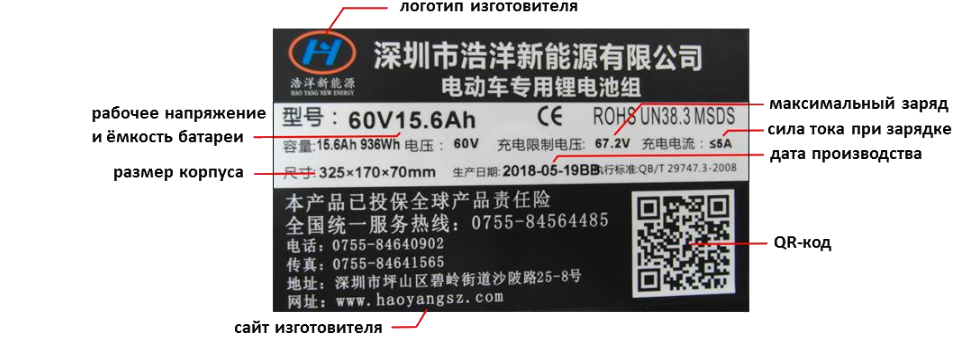 логотип изготовителя
浩洋新能源
HAO YANG NEW ENERGY
深圳市浩洋新能源有限公司
电动车专用锂电池组
рабочее напряжение
и ёмкость батареи
型号：60V15.6Ah CE ROHS UN38.3 MSDS
максимальный заряд
容量:15.6Ah 936Wh 电压：60V 充电限制电压：67.2V 充电电流：≤5A
сила тока при зарядке
дата производства
размер корпуса
尺寸:325×170×70mm 生产日期:2018-05-19BB执行标准:QB/T 29747.3-2008
本产品已投保全球产品责任险
全国统一服务热线：0755-84564485
电话：0755-84640902
传真：0755-84641565
地址：深圳市坪山区碧岭街道沙陂路25-8号
网址：www.haoyangsz.com
QR-код
сайт изготовителя